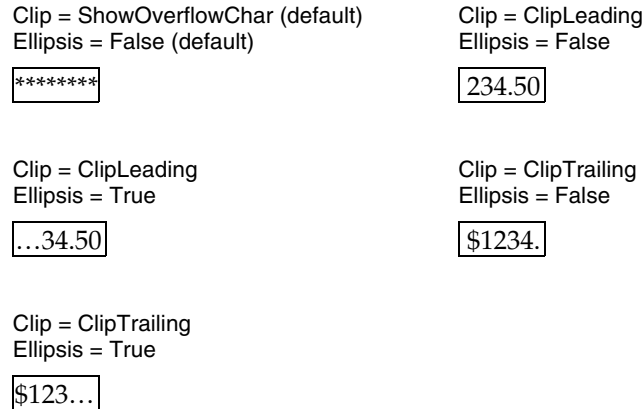 Clip = ShowOverflowChar (default)
Ellipsis = False (default)
********
Clip = ClipLeading
Ellipsis = False
234.50
Clip = ClipLeading
Ellipsis = True
…34.50
Clip = ClipTrailing
Ellipsis = False
$1234.
Clip = ClipTrailing
Ellipsis = True
$123…